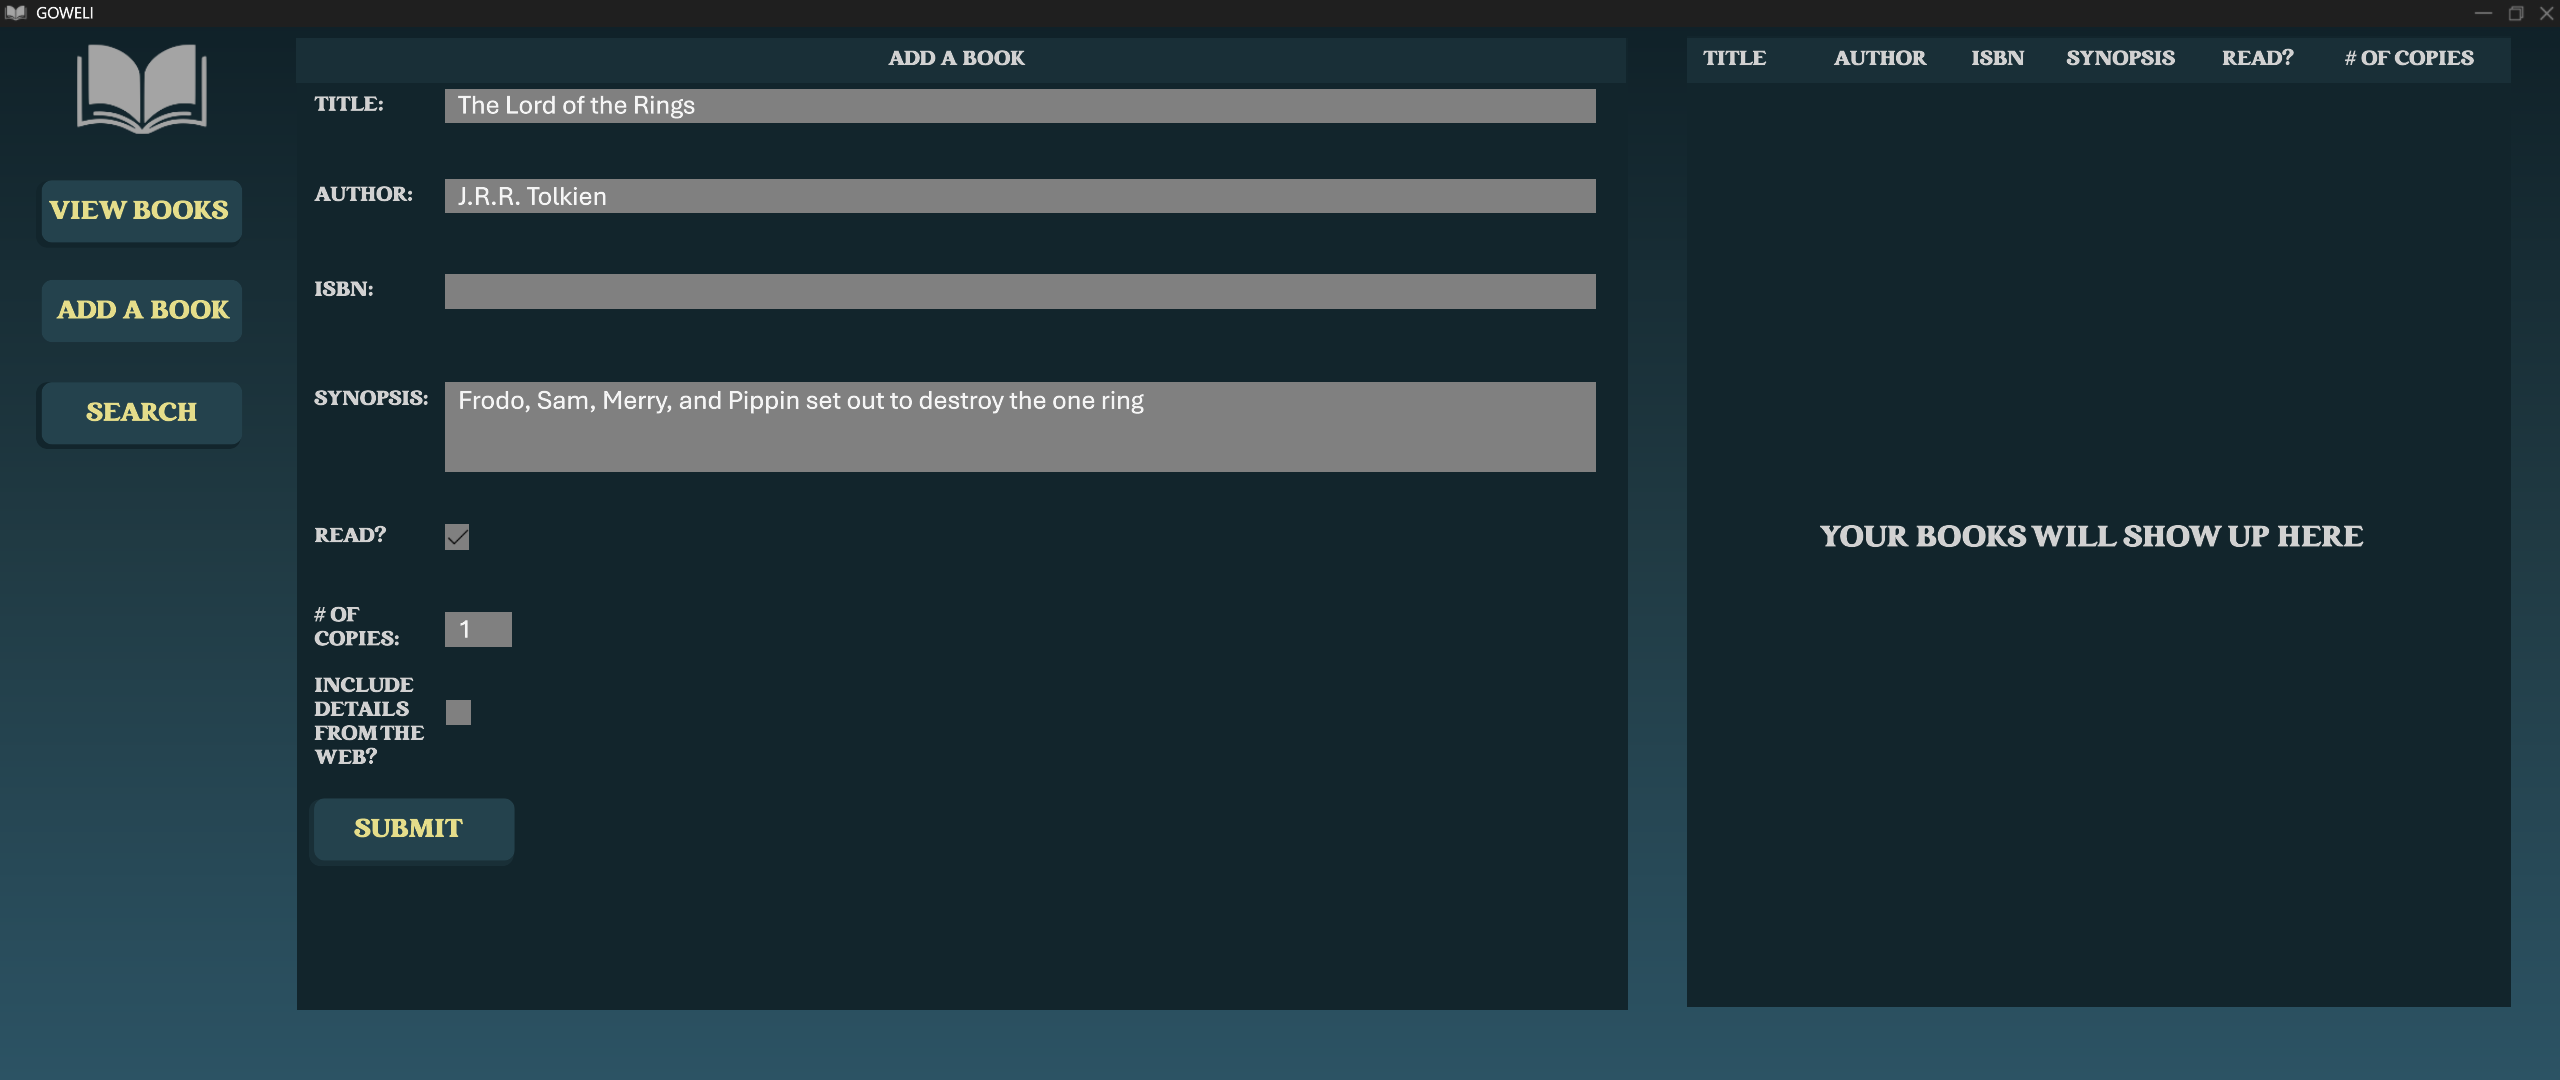 GOWELI
VIEW BOOKS
ADD A BOOK
SEARCH
ADD A BOOK
TITLE: The Lord of the Rings
AUTHOR: J.R.R. Tolkien
ISBN:
SYNOPSIS: Frodo, Sam, Merry, and Pippin set out to destroy the one ring
READ?
# OF
COPIES: 1
INCLUDE
DETAILS
FROM THE
WEB?
SUBMIT
TITLE AUTHOR ISBN SYNOPSIS READ? # OF COPIES
YOUR BOOKS WILL SHOW UP HERE